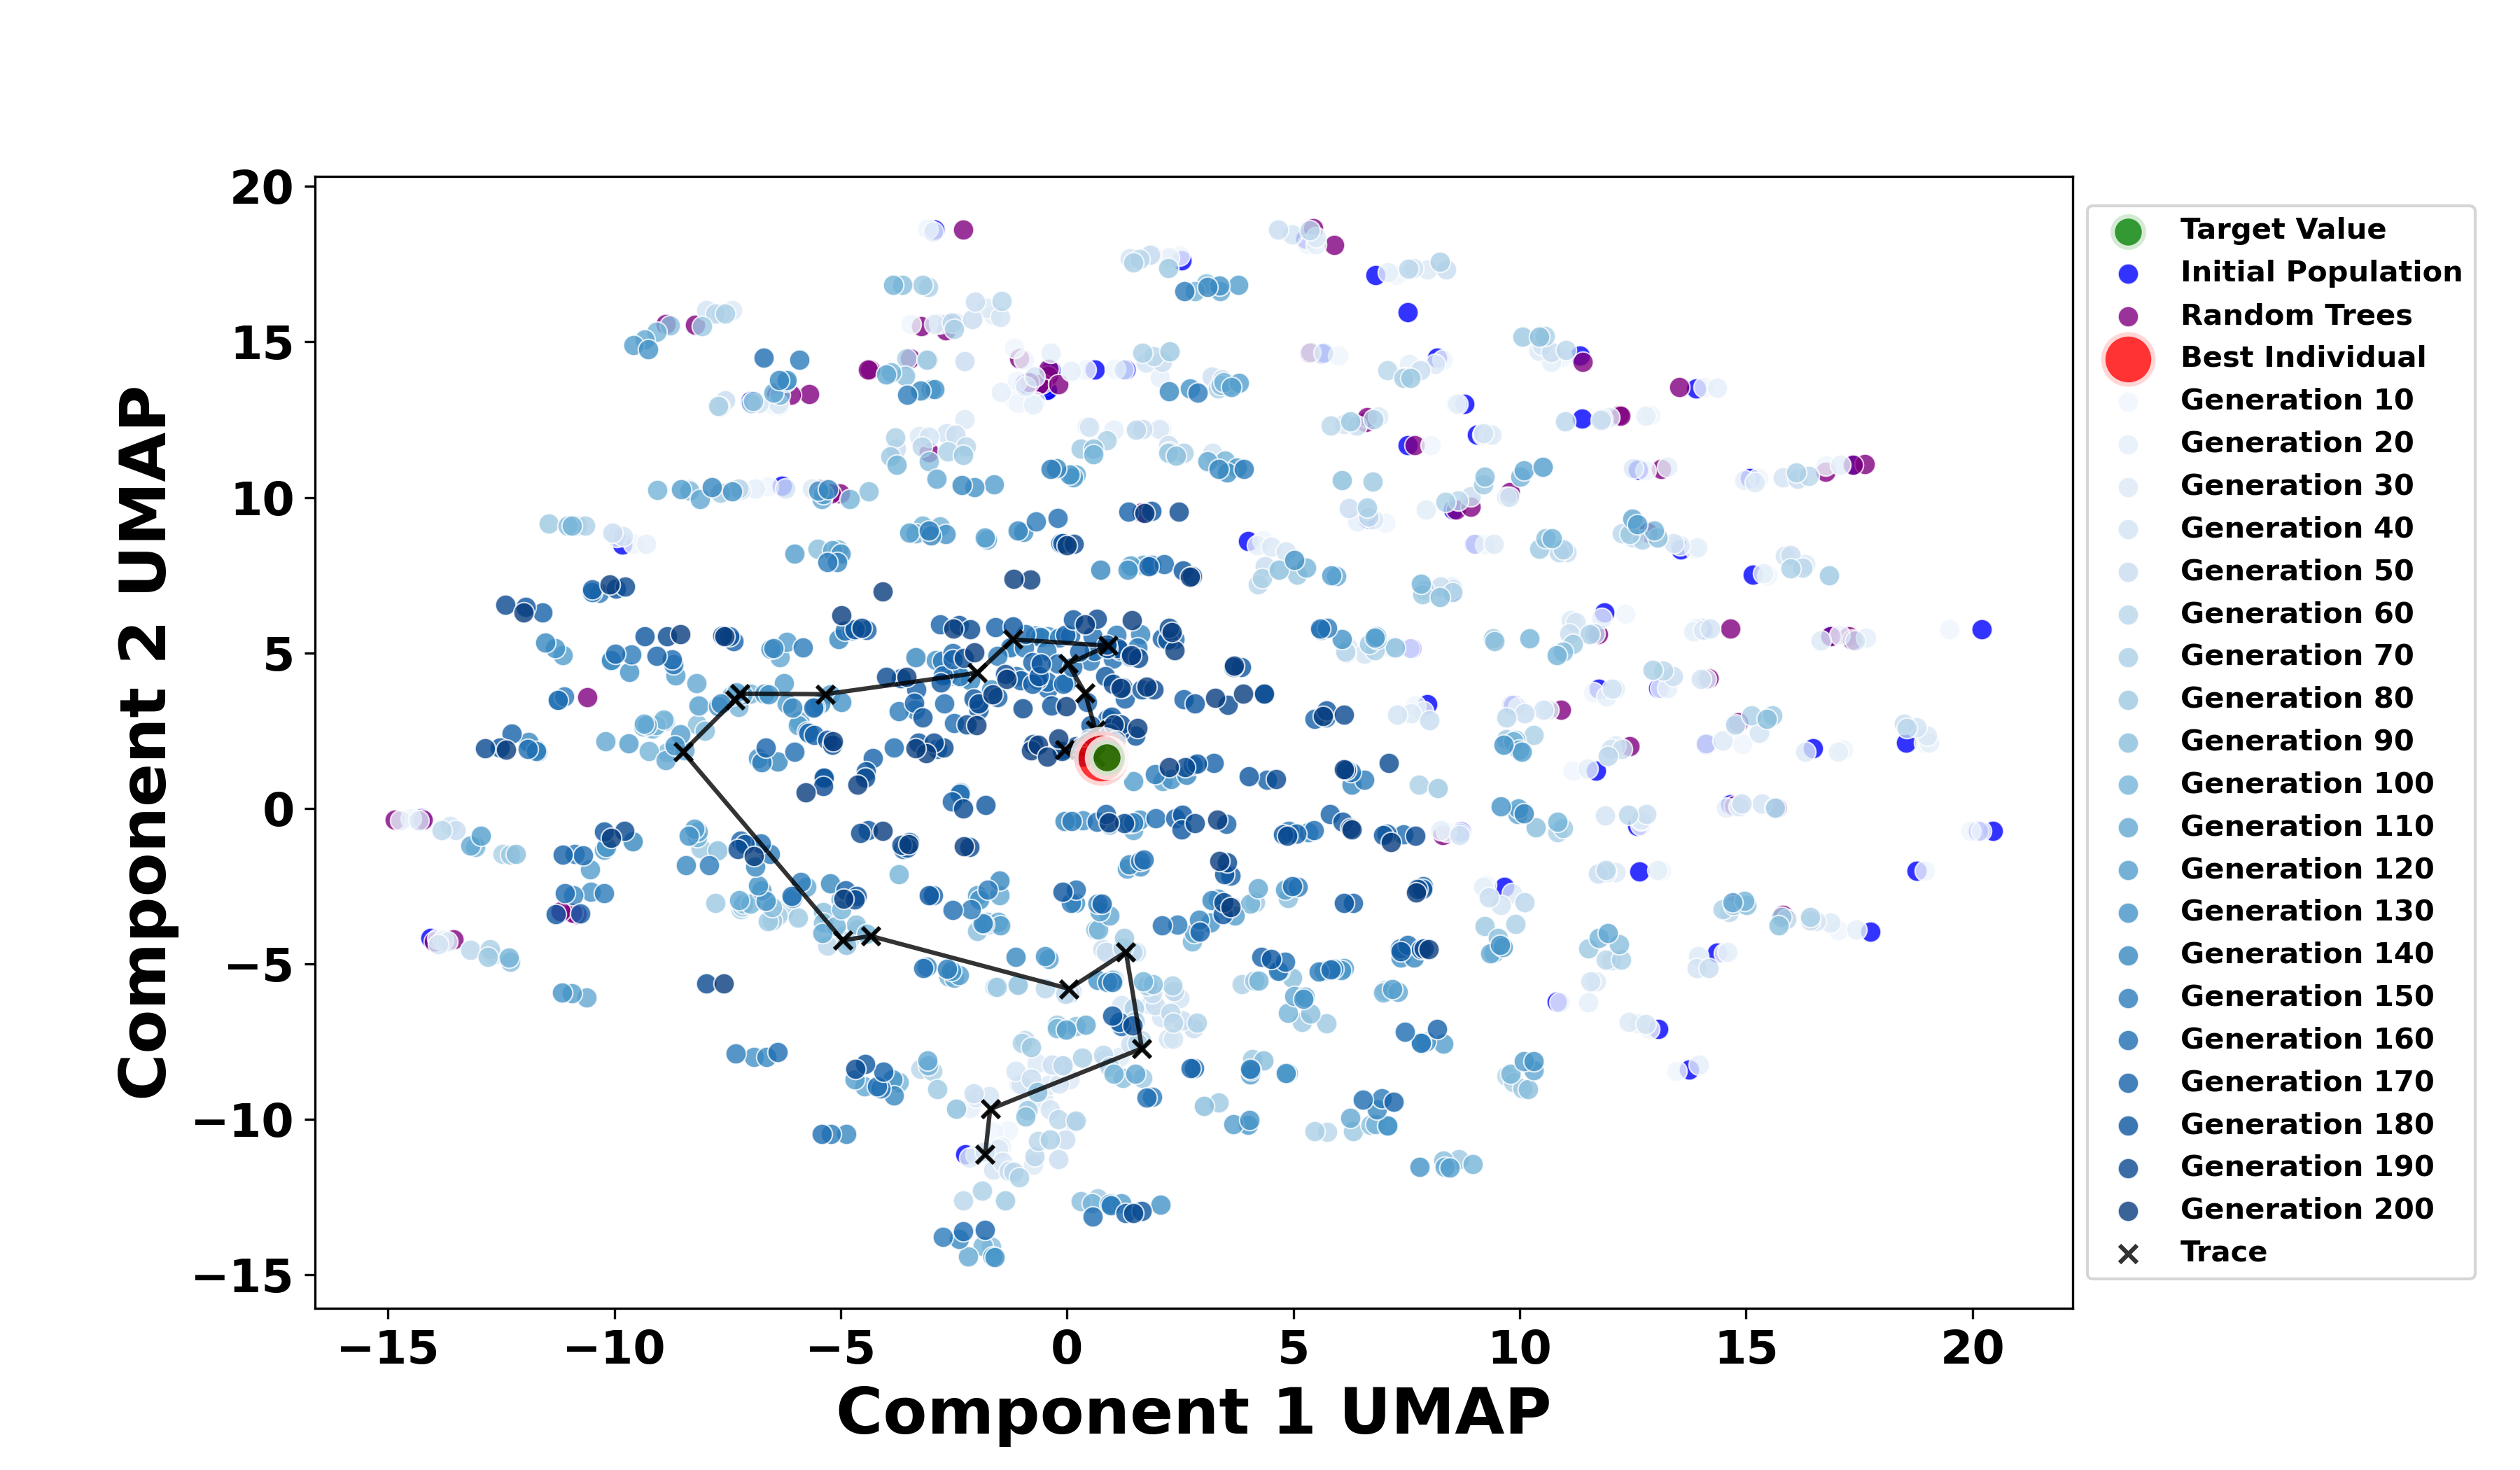 20
15
10
5
0
−5
−10
−15
Component 2 UMAP
−15
−10
−5
0
5
10
15
20
Component 1 UMAP
Target Value
Initial Population
Random Trees
Best Individual
Generation 10
Generation 20
Generation 30
Generation 40
Generation 50
Generation 60
Generation 70
Generation 80
Generation 90
Generation 100
Generation 110
Generation 120
Generation 130
Generation 140
Generation 150
Generation 160
Generation 170
Generation 180
Generation 190
Generation 200
Trace